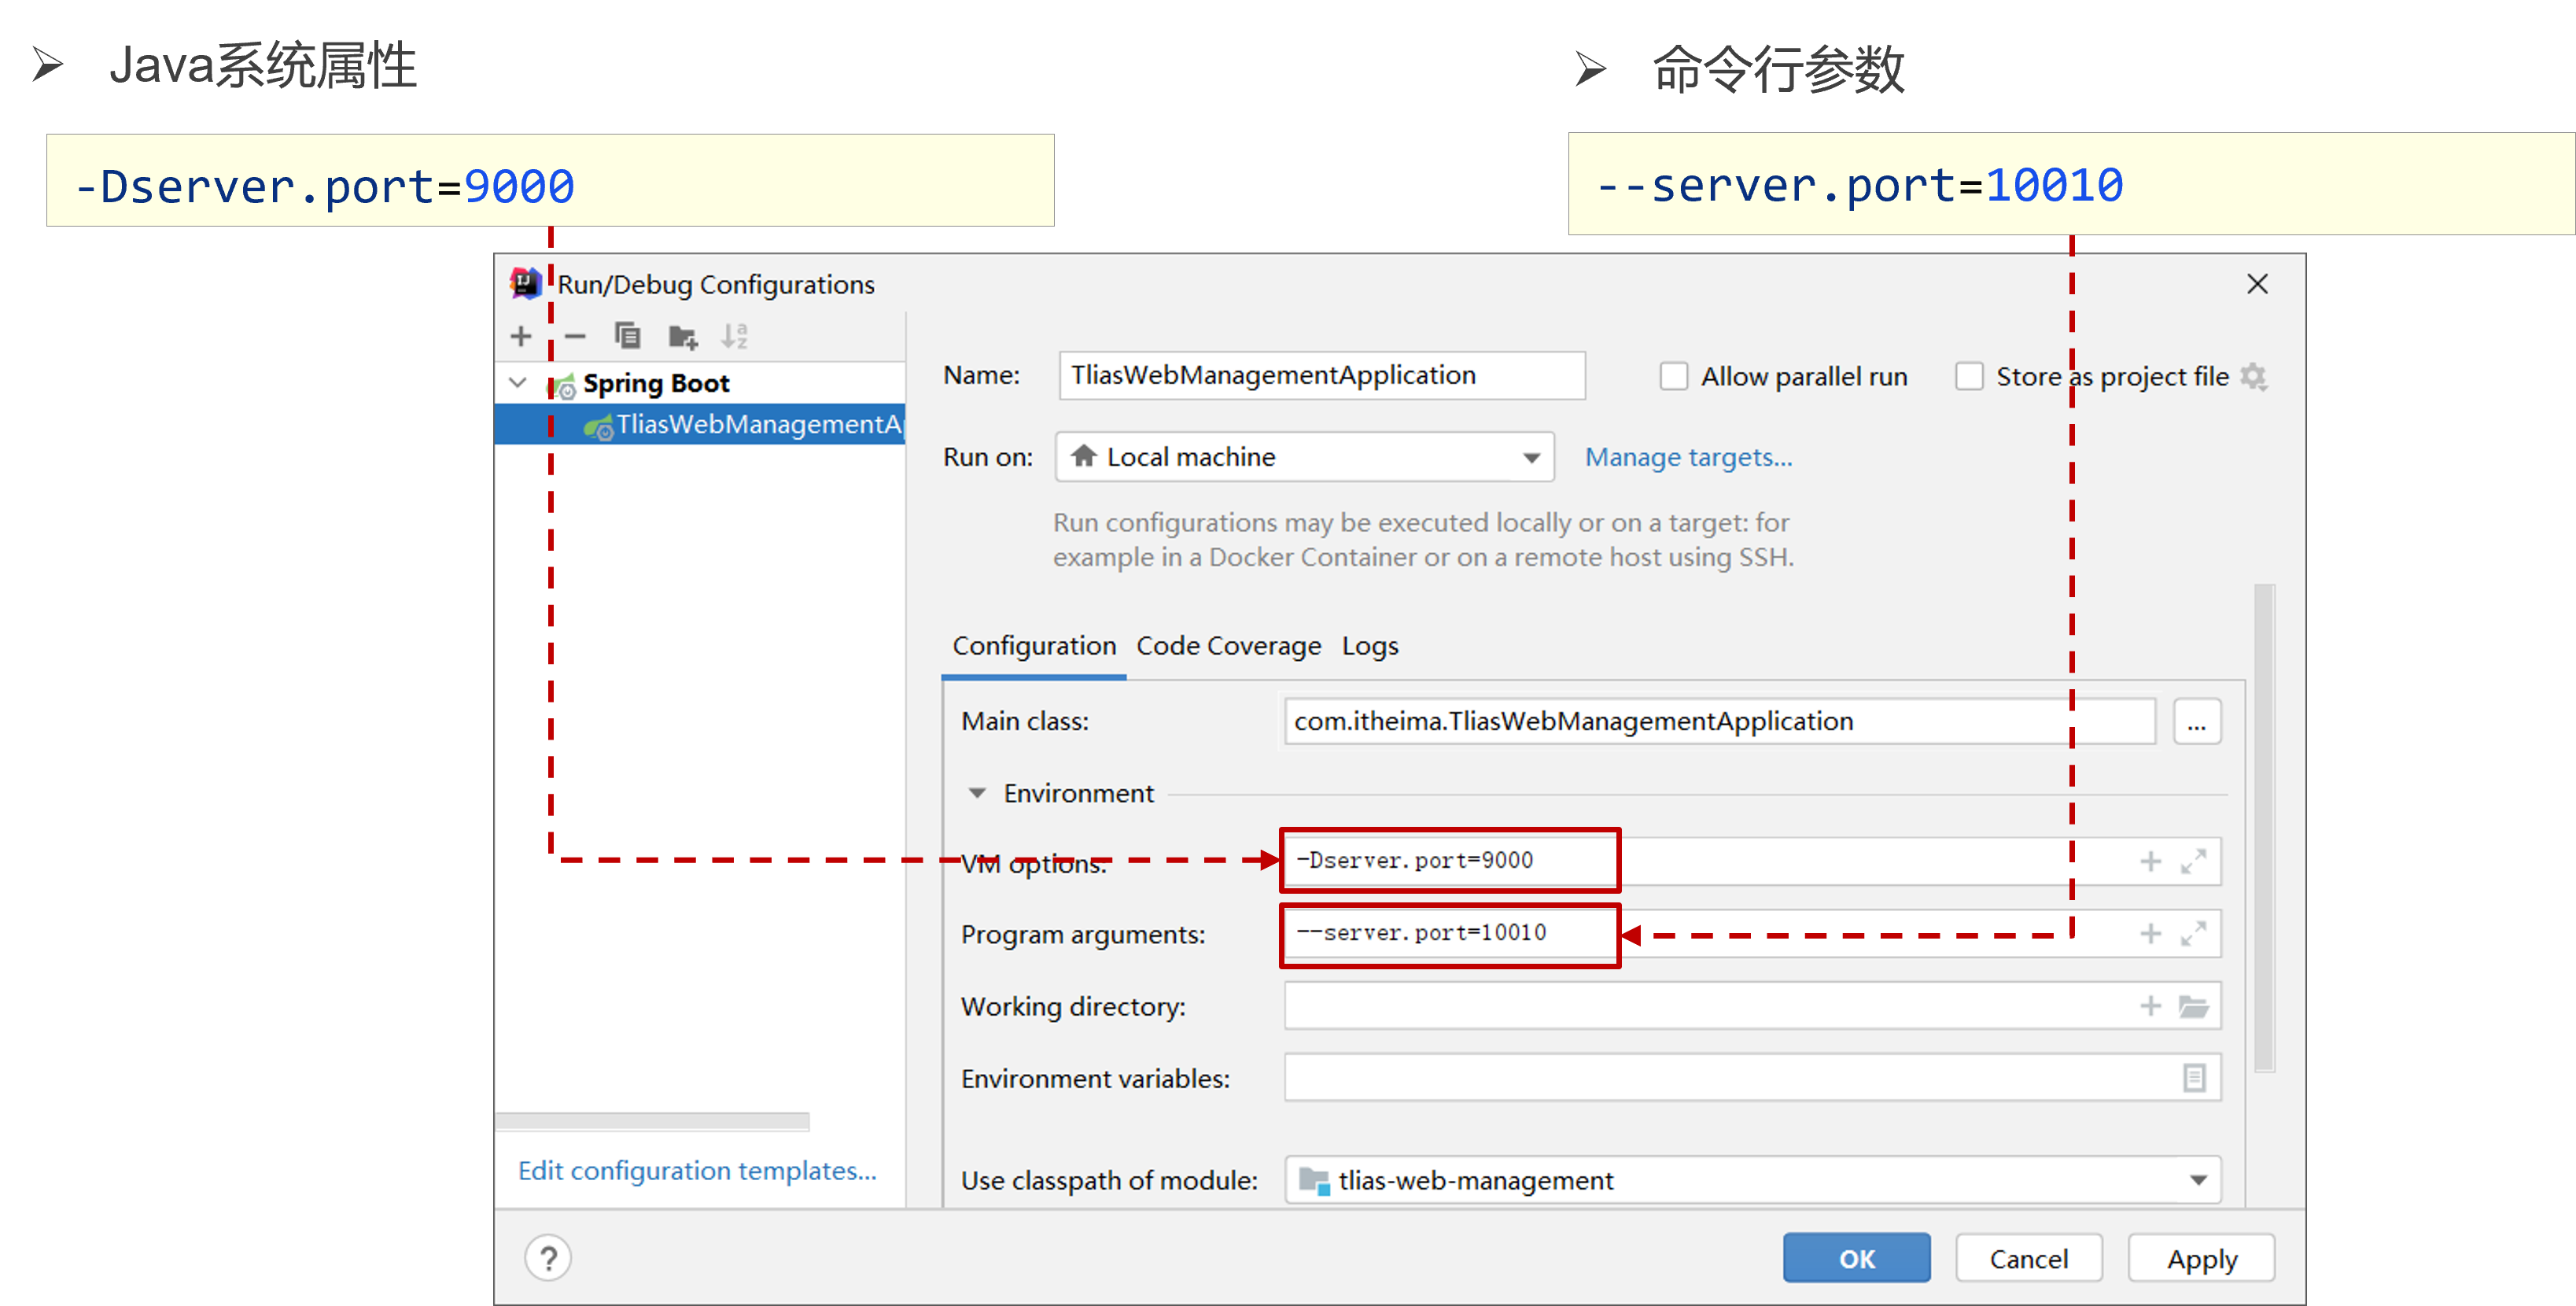 Java系统属性
命令行参数
-Dserver.port=9000
--server.port=10010
Run/Debug Configurations
Spring Boot
TliasWebManagementA
Name: TliasWebManagementApplication
Allow parallel run
Store as project file
Run on: Local machine
Manage targets...
Run configurations may be executed locally or on a target: for
example in a Docker Container or on a remote host using SSH.
Configuration Code Coverage Logs
Main class: com.itheima.TliasWebManagementApplication ...
Environment
VM options: -Dserver.port=9000
Program arguments: --server.port=10010
Working directory:
Environment variables:
Use classpath of module: tlias-web-management
Edit configuration templates...
? OK Cancel Apply